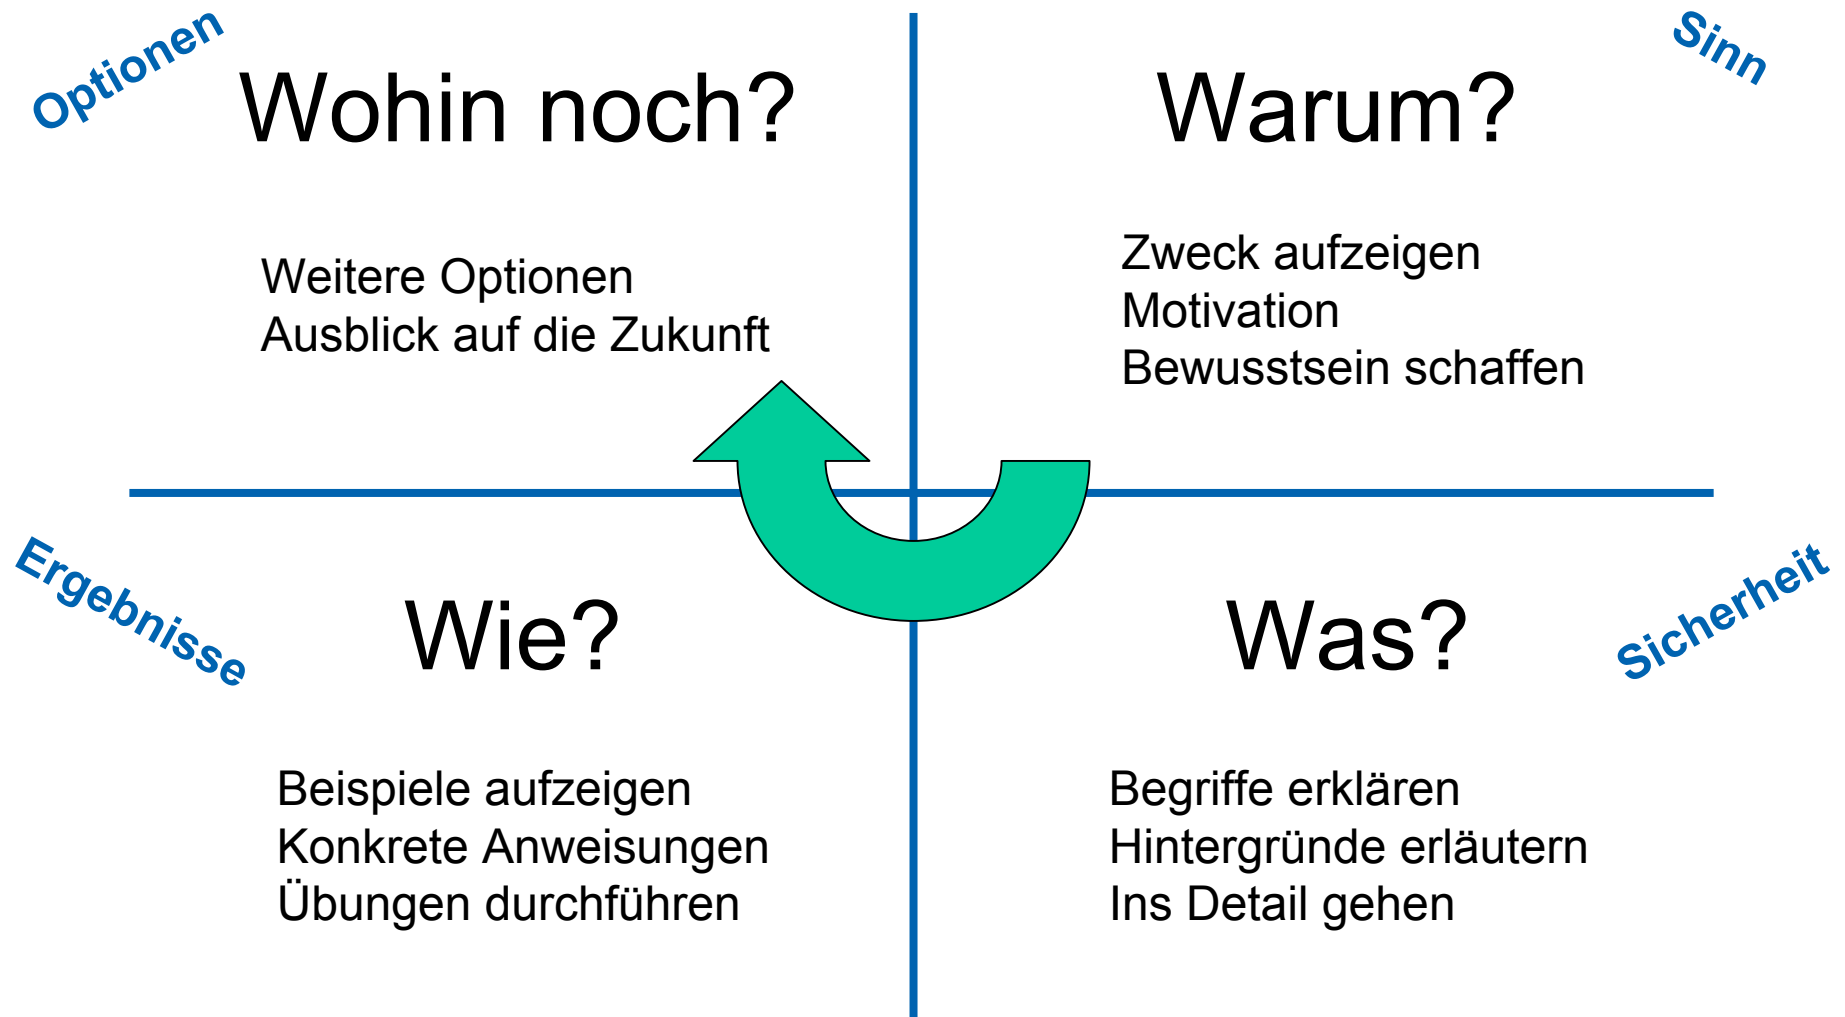 Optionen
Wohin noch?
Weitere Optionen
Ausblick auf die Zukunft
Sinn
Warum?
Zweck aufzeigen
Motivation
Bewusstsein schaffen
Ergebnisse
Wie?
Beispiele aufzeigen
Konkrete Anweisungen
Übungen durchführen
Sicherheit
Was?
Begriffe erklären
Hintergründe erläutern
Ins Detail gehen